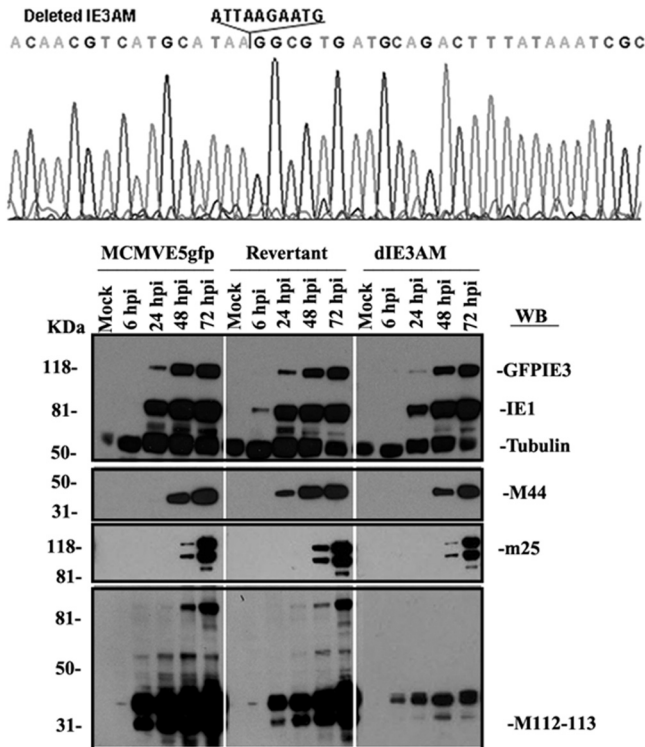 Deleted IE3AM
ATTAAGAATG
A C A A C G T C A T G C A T A A G G C G T G A T G C A G A C T T T A T A A A T C G C
MCMVE5gfp Revertant dIE3AM
KDa Mock 6 hpi 24 hpi 48 hpi 72 hpi Mock 6 hpi 24 hpi 48 hpi 72 hpi Mock 6 hpi 24 hpi 48 hpi 72 hpi WB
118- -GFPIE3
81- -IE1
50- -Tubulin
50- -M44
31-
118- -m25
81-
81-
50-
31- -M112-113